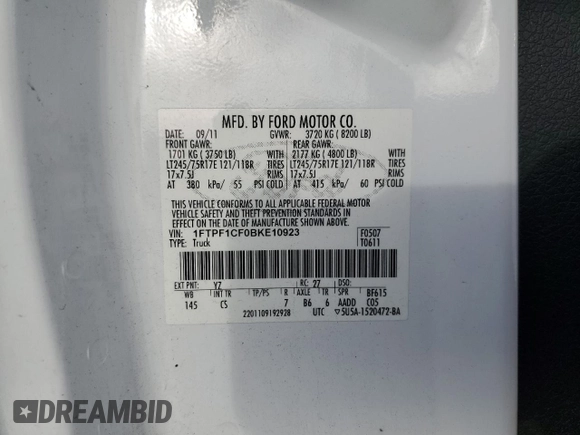 MFD. BY FORD MOTOR CO.
DATE: 09/11 GVWR: 3720 KG ( 8200 LB)
FRONT GAWR: REAR GAWR:
1701 KG ( 3750 LB) WITH 2177 KG ( 4800 LB) WITH
LT245/75R17E 121/118R TIRES LT245/75R17E 121/118R TIRES
17x7.5J RIMS 17x7.5J RIMS
AT 380 kPa/ 55 PSI COLD AT 415 kPa/ 60 PSI COLD
THIS VEHICLE CONFORMS TO ALL APPLICABLE FEDERAL MOTOR
VEHICLE SAFETY AND THEFT PREVENTION STANDARDS IN
EFFECT ON THE DATE OF MANUFACTURE SHOWN ABOVE.
VIN: 1FTPF1CF0BKE10923 F0507
TYPE: Truck T0611
EXT PNT: YZ RC: 27 DSO:
WB INT TR TP/PS R AXLE TR SPR BF615
145 CS 7 B6 6 AADD C05
2201109192928 UTC ▽5USA-1520472-BA
DREAMBID